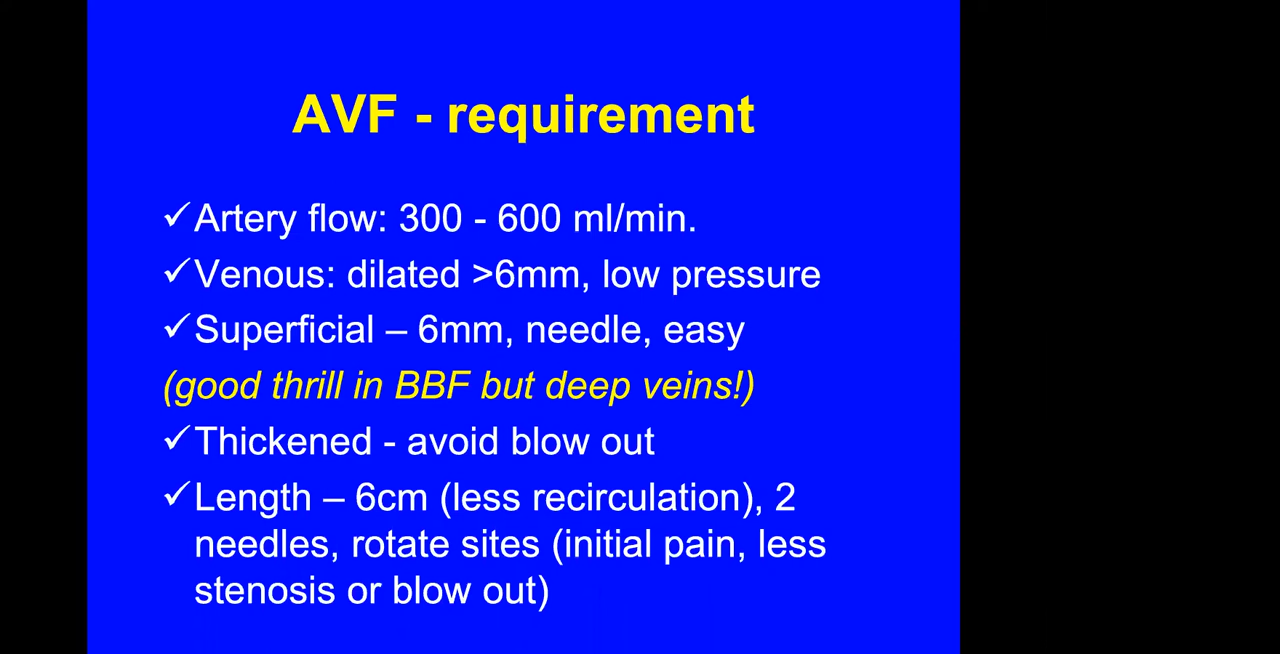 AVF - requirement
✓Artery flow: 300 - 600 ml/min.
✓Venous: dilated >6mm, low pressure
✓Superficial – 6mm, needle, easy
(good thrill in BBF but deep veins!)
✓Thickened - avoid blow out
✓Length – 6cm (less recirculation), 2
needles, rotate sites (initial pain, less
stenosis or blow out)